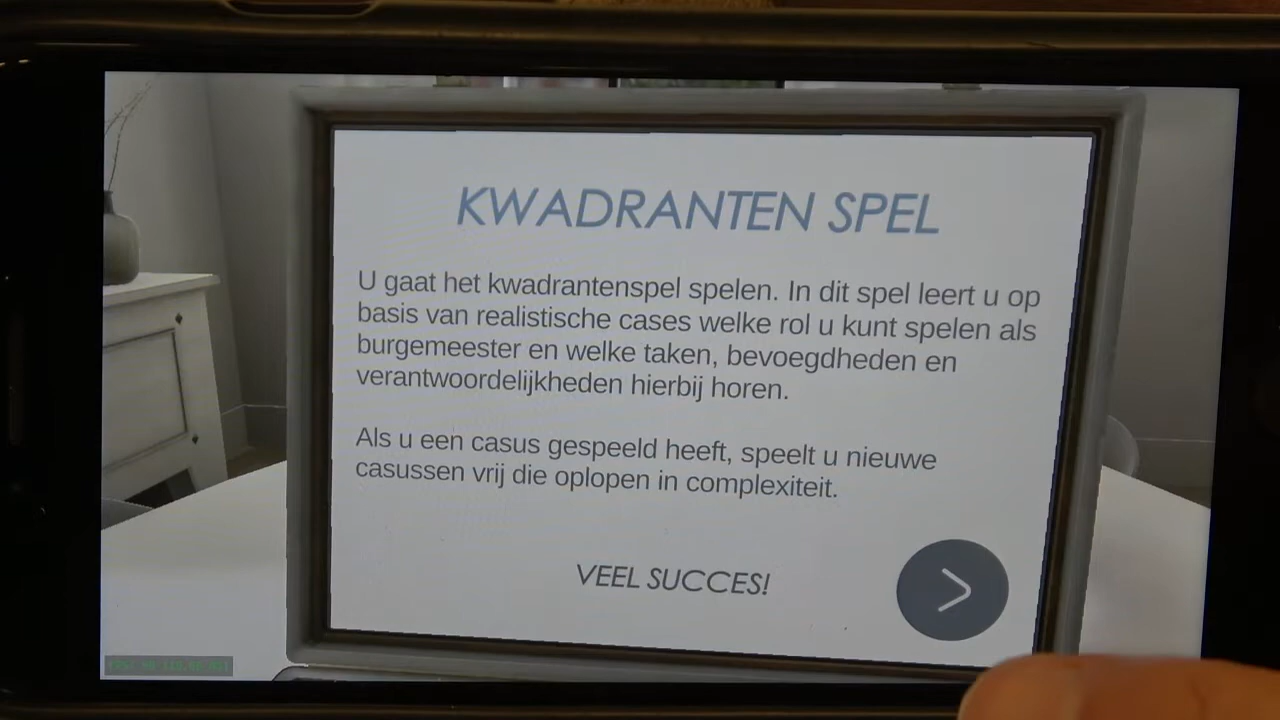 KWADRANTEN SPEL
U gaat het kwadrantenspel spelen. In dit spel leert u op
basis van realistische cases welke rol u kunt spelen als
burgemeester en welke taken, bevoegdheden en
verantwoordelijkheden hierbij horen.
Als u een casus gespeeld heeft, speelt u nieuwe
casussen vrij die oplopen in complexiteit.
VEEL SUCCES!